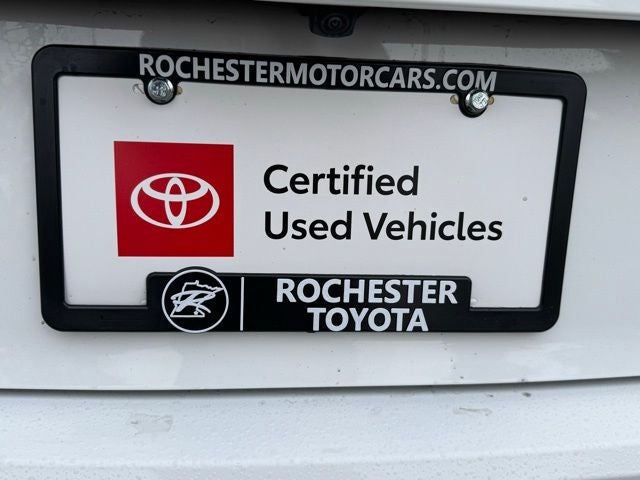 ROCHESTERMOTORCARS.COM
Certified
Used Vehicles
ROCHESTER
TOYOTA